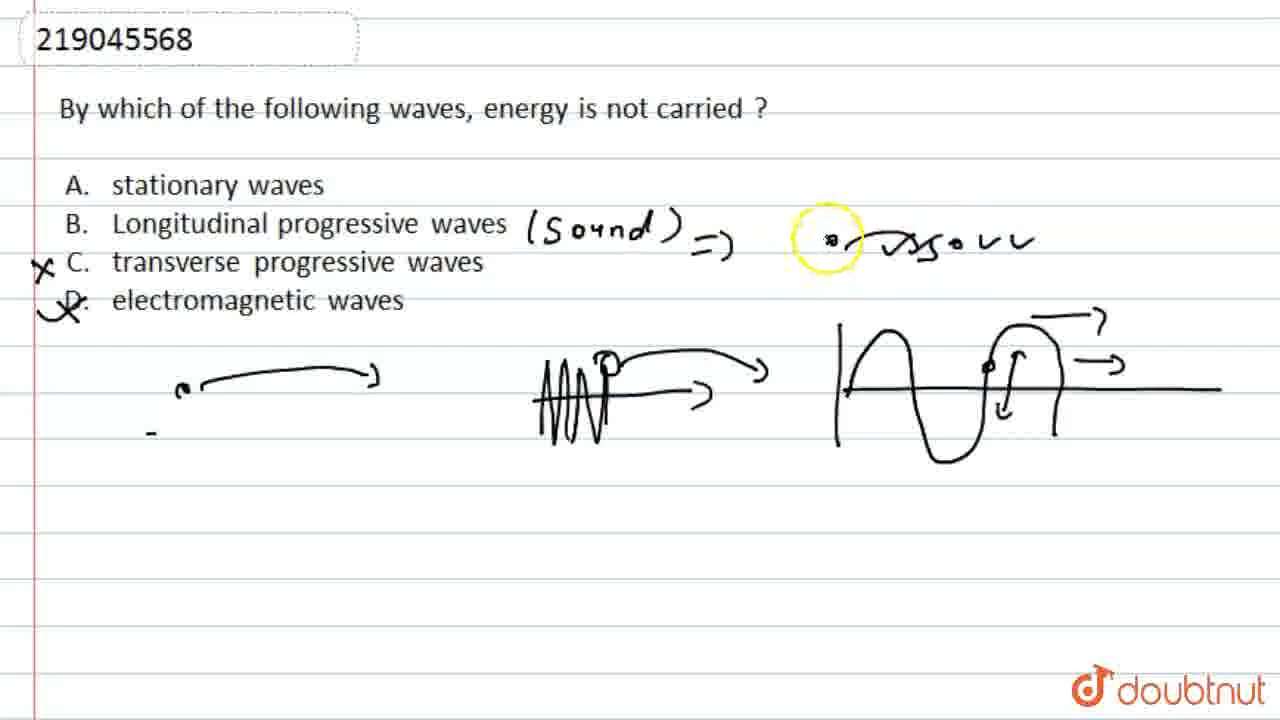 219045568
By which of the following waves, energy is not carried ?
A. stationary waves
B. Longitudinal progressive waves (Sound) =>
C. transverse progressive waves
D. electromagnetic waves
doubtnut